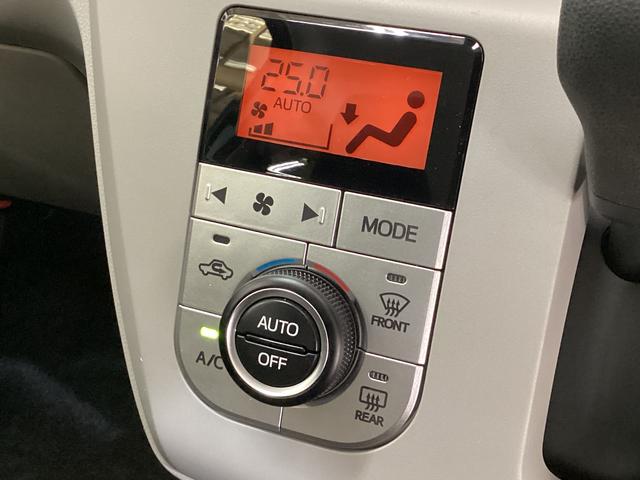 25.0
AUTO
MODE
AUTO
OFF
FRONT
A/C
REAR